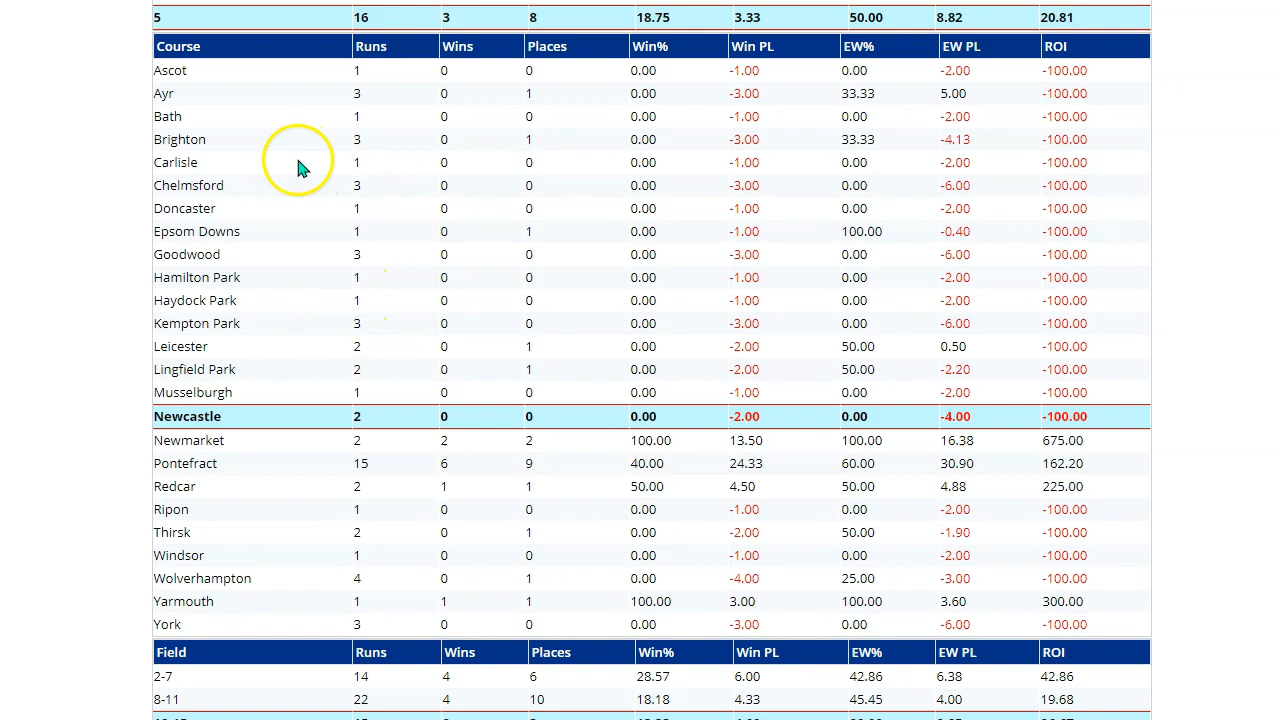 5 16 3 8 18.75 3.33 50.00 8.82 20.81
Course Runs Wins Places Win% Win PL EW% EW PL ROI
Ascot 1 0 0 0.00 -1.00 0.00 -2.00 -100.00
Ayr 3 0 1 0.00 -3.00 33.33 5.00 -100.00
Bath 1 0 0 0.00 -1.00 0.00 -2.00 -100.00
Brighton 3 0 1 0.00 -3.00 33.33 -4.13 -100.00
Carlisle 1 0 0 0.00 -1.00 0.00 -2.00 -100.00
Chelmsford 3 0 0 0.00 -3.00 0.00 -6.00 -100.00
Doncaster 1 0 0 0.00 -1.00 0.00 -2.00 -100.00
Epsom Downs 1 0 1 0.00 -1.00 100.00 -0.40 -100.00
Goodwood 3 0 0 0.00 -3.00 0.00 -6.00 -100.00
Hamilton Park 1 0 0 0.00 -1.00 0.00 -2.00 -100.00
Haydock Park 1 0 0 0.00 -1.00 0.00 -2.00 -100.00
Kempton Park 3 0 0 0.00 -3.00 0.00 -6.00 -100.00
Leicester 2 0 1 0.00 -2.00 50.00 0.50 -100.00
Lingfield Park 2 0 1 0.00 -2.00 50.00 -2.20 -100.00
Musselburgh 1 0 0 0.00 -1.00 0.00 -2.00 -100.00
Newcastle 2 0 0 0.00 -2.00 0.00 -4.00 -100.00
Newmarket 2 2 2 100.00 13.50 100.00 16.38 675.00
Pontefract 15 6 9 40.00 24.33 60.00 30.90 162.20
Redcar 2 1 1 50.00 4.50 50.00 4.88 225.00
Ripon 1 0 0 0.00 -1.00 0.00 -2.00 -100.00
Thirsk 2 0 1 0.00 -2.00 50.00 -1.90 -100.00
Windsor 1 0 0 0.00 -1.00 0.00 -2.00 -100.00
Wolverhampton 4 0 1 0.00 -4.00 25.00 -3.00 -100.00
Yarmouth 1 1 1 100.00 3.00 100.00 3.60 300.00
York 3 0 0 0.00 -3.00 0.00 -6.00 -100.00
Field Runs Wins Places Win% Win PL EW% EW PL ROI
2-7 14 4 6 28.57 6.00 42.86 6.38 42.86
8-11 22 4 10 18.18 4.33 45.45 4.00 19.68